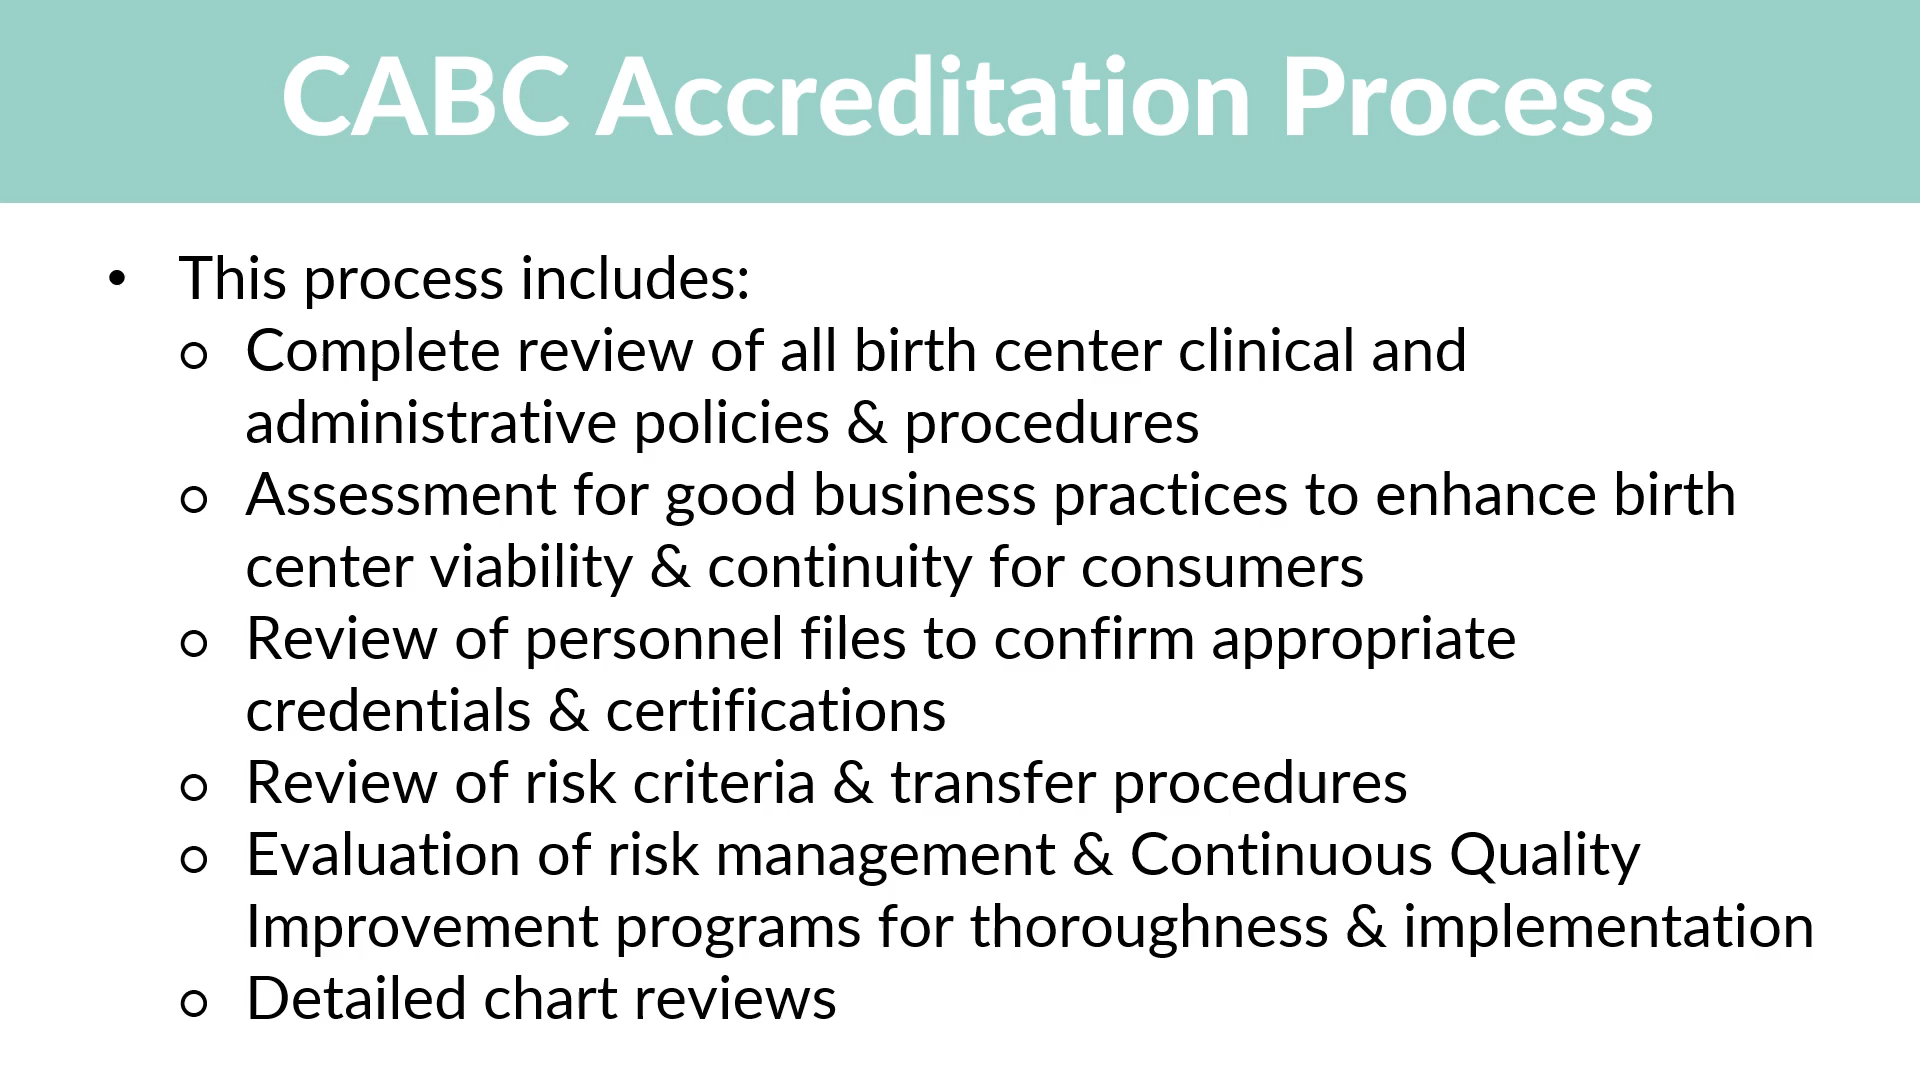 CABC Accreditation Process
• This process includes:
○ Complete review of all birth center clinical and
administrative policies & procedures
○ Assessment for good business practices to enhance birth
center viability & continuity for consumers
○ Review of personnel files to confirm appropriate
credentials & certifications
○ Review of risk criteria & transfer procedures
○ Evaluation of risk management & Continuous Quality
Improvement programs for thoroughness & implementation
○ Detailed chart reviews